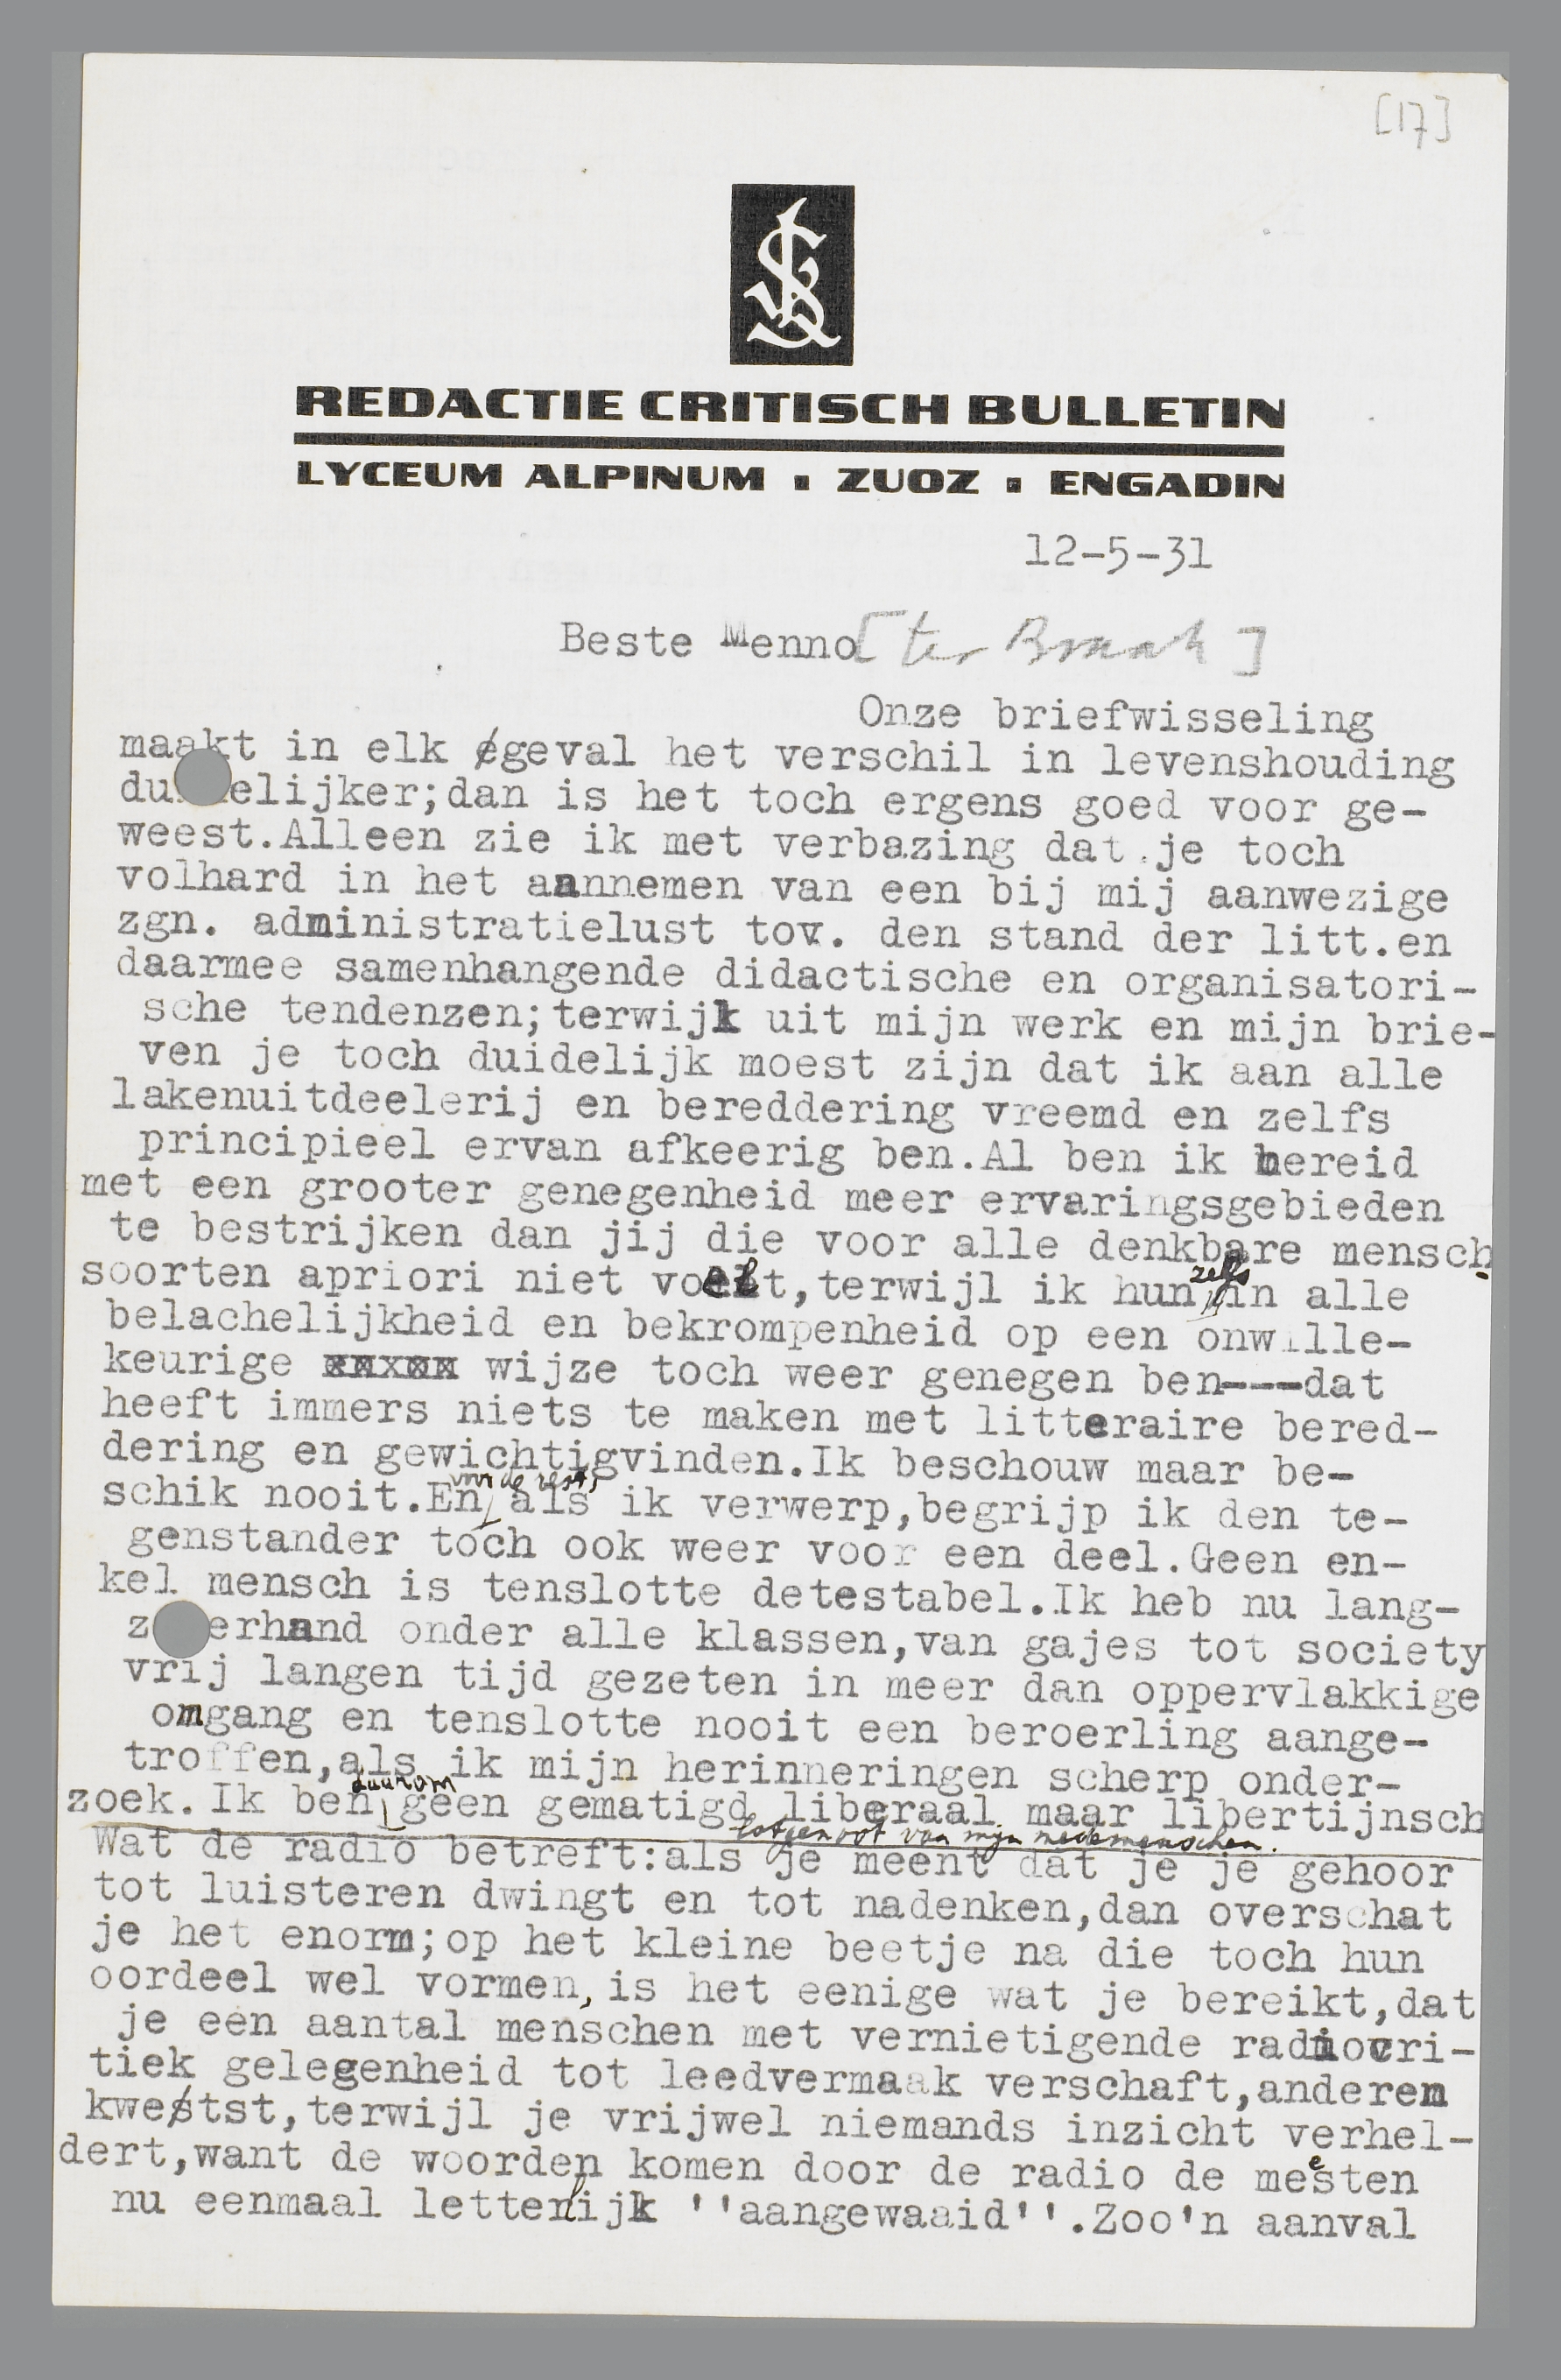 [17]
REDACTIE CRITISCH BULLETIN
LYCEUM ALPINUM . ZUOZ . ENGADIN
12-5-31
Beste Menno [ter Braak]
Onze briefwisseling
maakt in elk geval het verschil in levenshouding
du elijker;dan is het toch ergens goed voor ge-
weest.Alleen zie ik met verbazing dat je toch
volhard in het aannemen van een bij mij aanwezige
zgn. administratielust tov. den stand der litt.en
daarmee samenhangende didactische en organisatori-
sche tendenzen;terwijk uit mijn werk en mijn brie-
ven je toch duidelijk moest zijn dat ik aan alle
lakenuitdeelerij en bereddering vreemd en zelfs
principieel ervan afkeerig ben.Al ben ik bereid
met een grooter genegenheid meer ervaringsgebieden
te bestrijken dan jij die voor alle denkbare mensch-
soorten apriori niet voelt,terwijl ik hun zelfs in alle
belachelijkheid en bekrompenheid op een onwille-
keurige wijze toch weer genegen ben----dat
heeft immers niets te maken met litteraire bered-
dering en gewichtigvinden.Ik beschouw maar be-
schik nooit.En, voor de rest, als ik verwerp,begrijp ik den te-
genstander toch ook weer voor een deel.Geen en-
kel mensch is tenslotte detestabel.Ik heb nu lang-
z erhand onder alle klassen,van gajes tot society
vrij langen tijd gezeten in meer dan oppervlakkige
omgang en tenslotte nooit een beroerling aange-
troffen,als ik mijn herinneringen scherp onder-
zoek. Ik ben daarom geen gematigd liberaal maar libertijnsch
lotgenoot van mijn medemenschen.
Wat de radio betreft:als je meent dat je je gehoor
tot luisteren dwingt en tot nadenken,dan overschat
je het enorm;op het kleine beetje na die toch hun
oordeel wel vormen, is het eenige wat je bereikt,dat
je een aantal menschen met vernietigende radiocri-
tiek gelegenheid tot leedvermaak verschaft,anderen
kwetst,terwijl je vrijwel niemands inzicht verhel-
dert,want de woorden komen door de radio de meesten
nu eenmaal letterlijk ''aangewaaid''.Zoo'n aanval